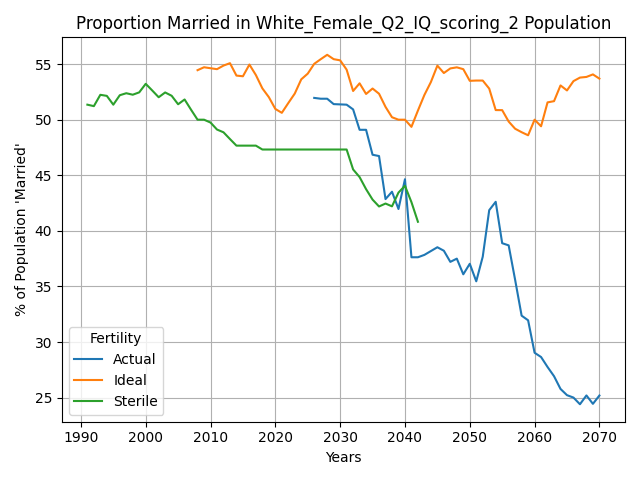 Proportion Married in White_Female_Q2_IQ_scoring_2 Population
% of Population 'Married'
55
50
45
40
35
30
25
Fertility
Actual
Ideal
Sterile
1990 2000 2010 2020 2030 2040 2050 2060 2070
Years